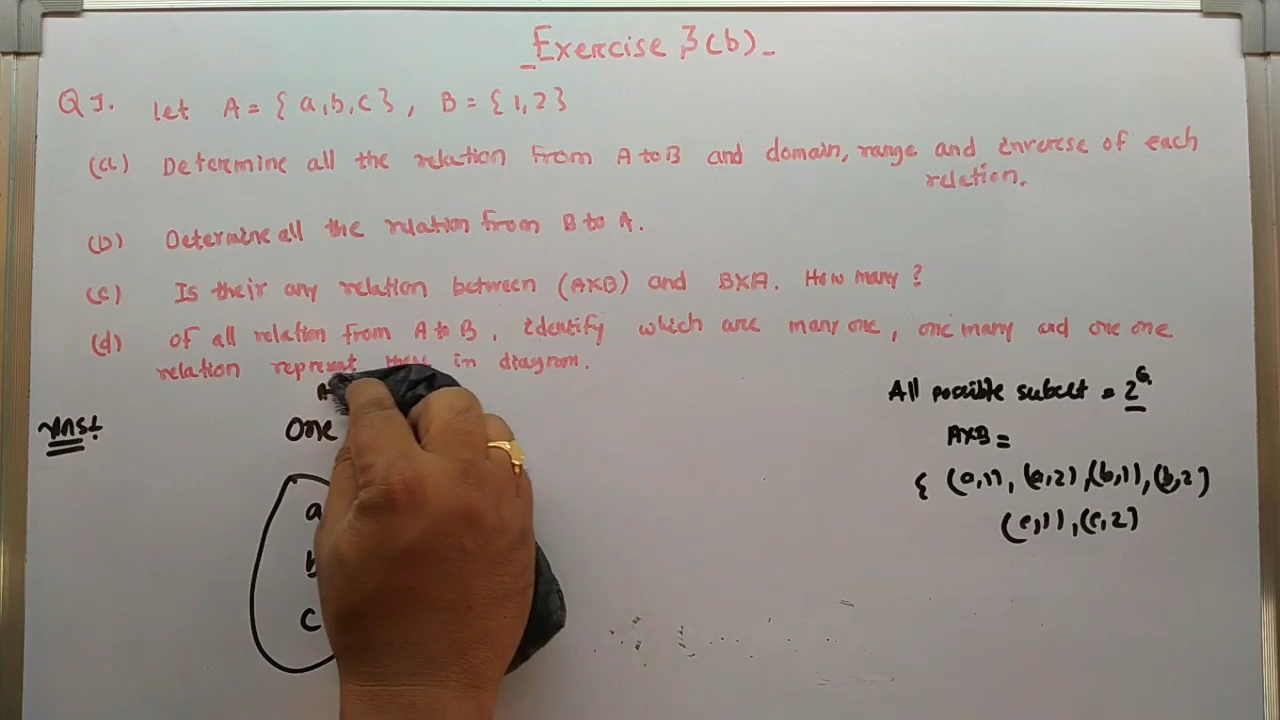 Exercise 3(b)
Q1. let A = { a,b,c } , B = { 1,2 }
(a) Determine all the relation from A to B and domain, range and inverse of each
relation.
(b) Determine all the relation from B to A.
(c) Is their any relation between (A×B) and B×A. How many ?
(d) of all relation from A to B , identify which are many one , one many and one one
relation represent in diagram.
Ans:
One
a
b
c
All possible subset = 2^6
A×B =
{ (a,1), (a,2), (b,1), (b,2)
(c,1), (c,2)